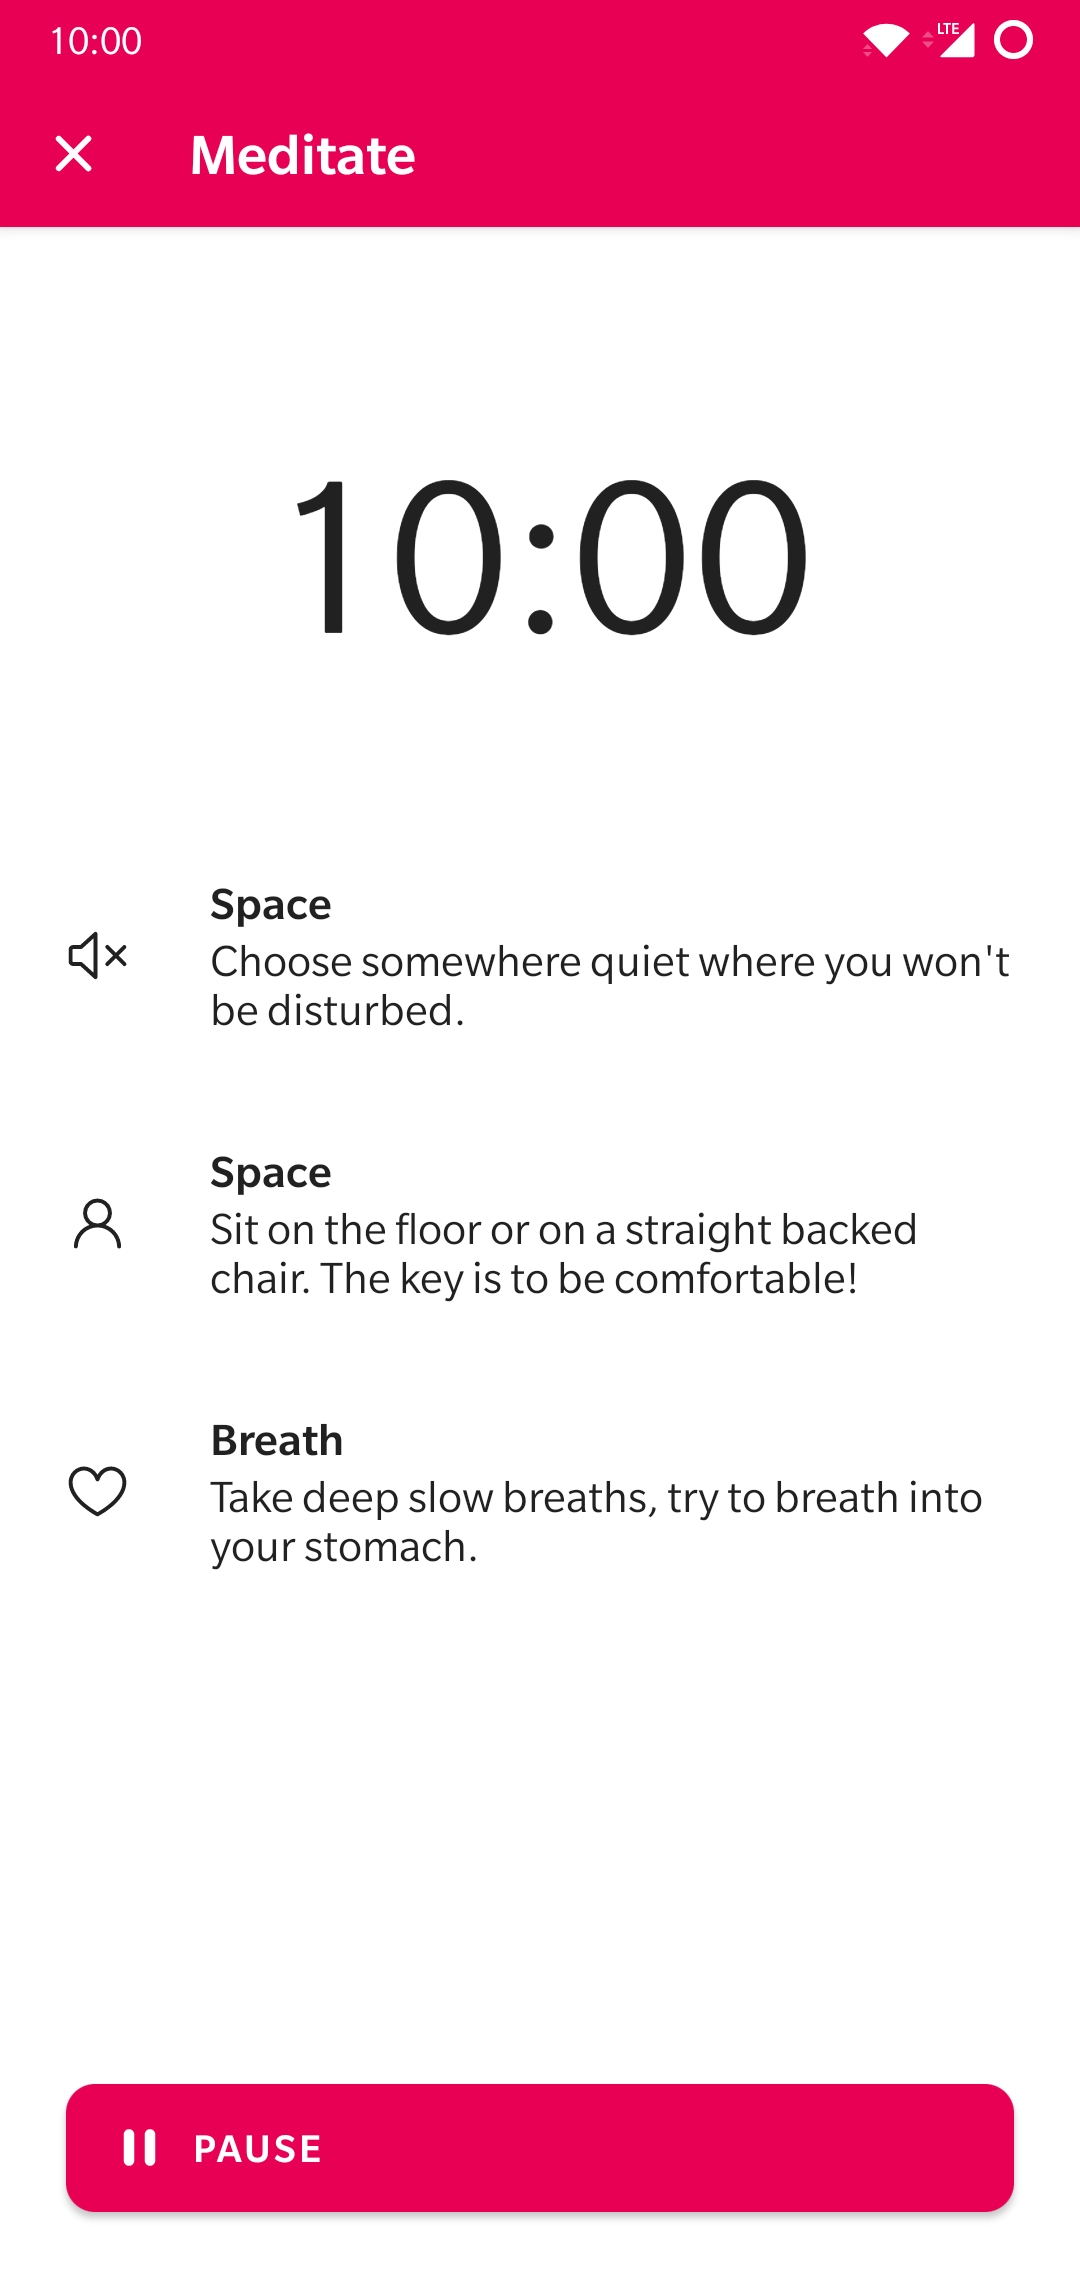 10:00
LTE
Meditate
10:00
Space
Choose somewhere quiet where you won't
be disturbed.
Space
Sit on the floor or on a straight backed
chair. The key is to be comfortable!
Breath
Take deep slow breaths, try to breath into
your stomach.
PAUSE